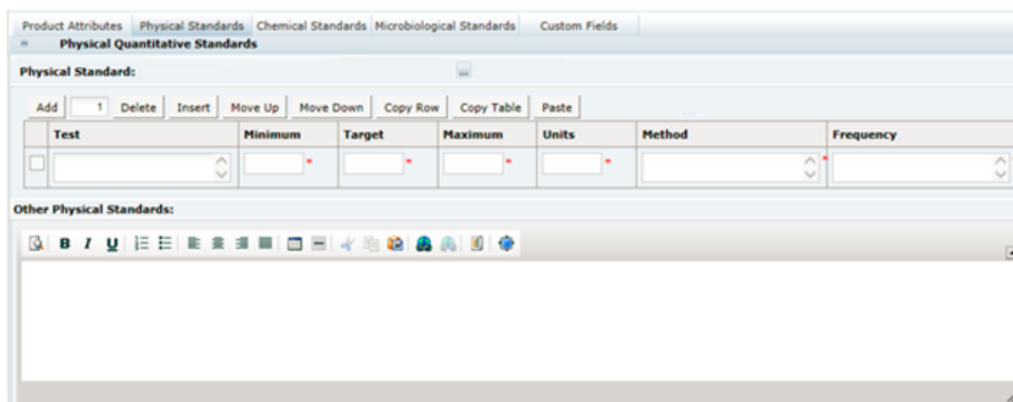 Product Attributes Physical Standards Chemical Standards Microbiological Standards Custom Fields
Physical Quantitative Standards
Physical Standard: ...
Add 1 Delete Insert Move Up Move Down Copy Row Copy Table Paste
Test Minimum Target Maximum Units Method Frequency
* * * * *
Other Physical Standards:
B I U